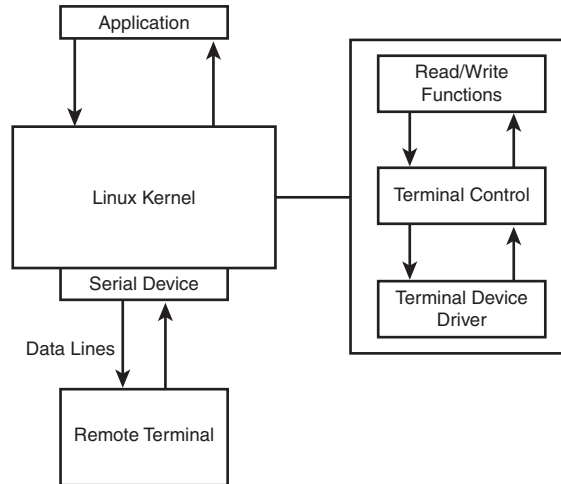 Application
Linux Kernel
Serial Device
Data Lines
Remote Terminal
Read/Write
Functions
Terminal Control
Terminal Device
Driver